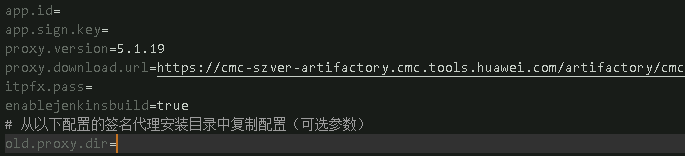 app.id=
app.sign.key=
proxy.version=5.1.19
proxy.download.url=https://cmc-szver-artifactory.cmc.tools.huawei.com/artifactory/cmc
itpfx.pass=
enablejenkinsbuild=true
# 从以下配置的签名代理安装目录中复制配置（可选参数）
old.proxy.dir=